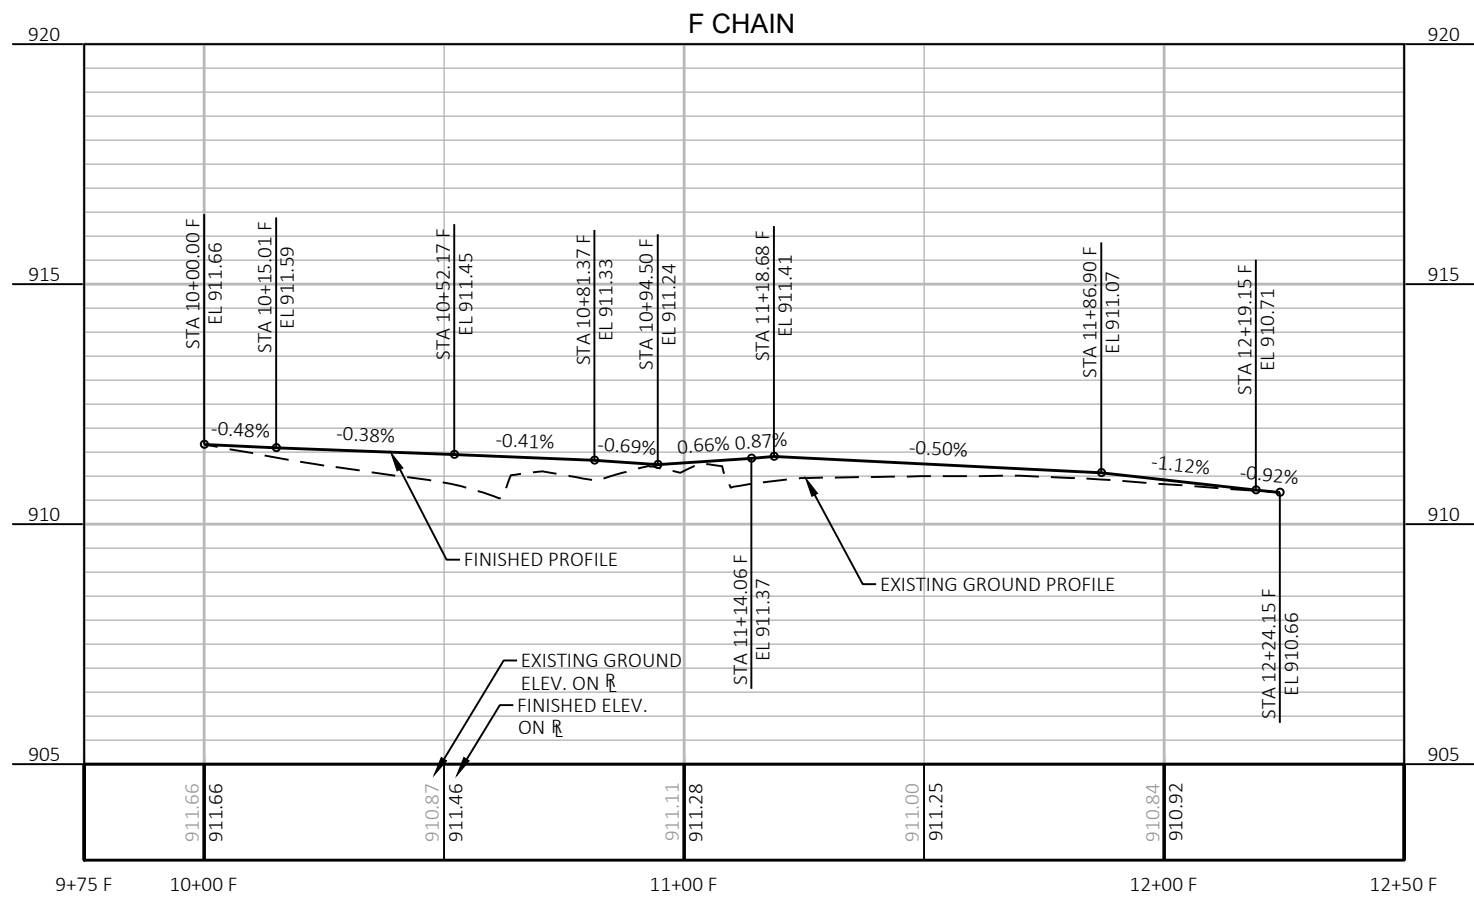 F CHAIN
920
920
915
915
910
910
905
905
STA 10+00.00 F
EL 911.66
STA 10+15.01 F
EL 911.59
STA 10+52.17 F
EL 911.45
STA 10+81.37 F
EL 911.33
STA 10+94.50 F
EL 911.24
STA 11+18.68 F
EL 911.41
STA 11+86.90 F
EL 911.07
STA 12+19.15 F
EL 910.71
-0.48%
-0.38%
-0.41%
-0.69%
0.66%
0.87%
-0.50%
-1.12%
-0.92%
FINISHED PROFILE
EXISTING GROUND PROFILE
STA 11+14.06 F
EL 911.37
STA 12+24.15 F
EL 910.66
EXISTING GROUND
ELEV. ON PL
FINISHED ELEV.
ON PL
911.66
911.66
910.87
911.46
911.11
911.28
911.00
911.25
910.84
910.92
9+75 F
10+00 F
11+00 F
12+00 F
12+50 F